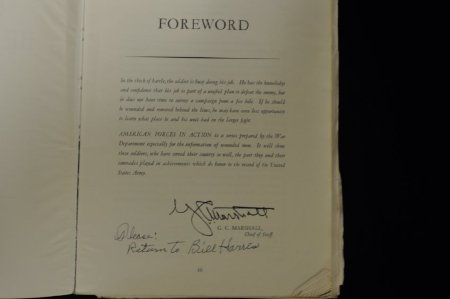 FOREWORD
In the thick of battle, the soldier is busy doing his job. He has the knowledge
and confidence that his job is part of a unified plan to defeat the enemy, but
he does not have time to survey a campaign from a fox hole. If he should
be wounded and removed behind the lines, he may have even less opportunity
to learn what place he and his unit had in the larger fight.
AMERICAN FORCES IN ACTION is a series prepared by the War
Department especially for the information of wounded men. It will show
these soldiers, who have served their country so well, the part they and their
comrades played in achievements which do honor to the record of the United
States Army.
G. C. Marshall
G. C. MARSHALL,
Chief of Staff.
Please:
Return to Bill Harris